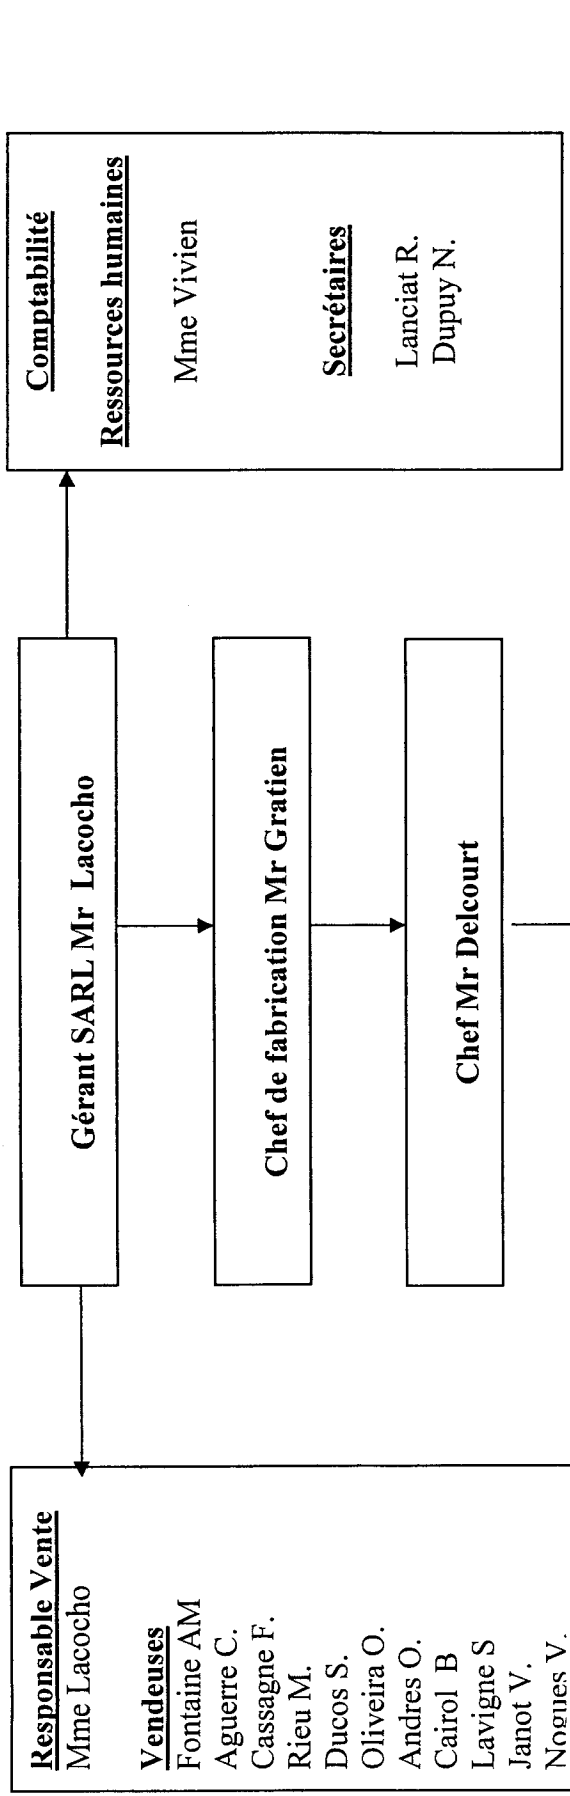 Responsable Vente
Mme Lacocho
Vendeuses
Fontaine AM
Aguerre C.
Cassagne F.
Rieu M.
Ducos S.
Oliveira O.
Andres O.
Cairol B
Lavigne S
Janot V.
Nogues V.
Gérant SARL Mr Lacocho
Chef de fabrication Mr Gratien
Chef Mr Delcourt
Comptabilité
Ressources humaines
Mme Vivien
Secrétaires
Lanciat R.
Dupuy N.